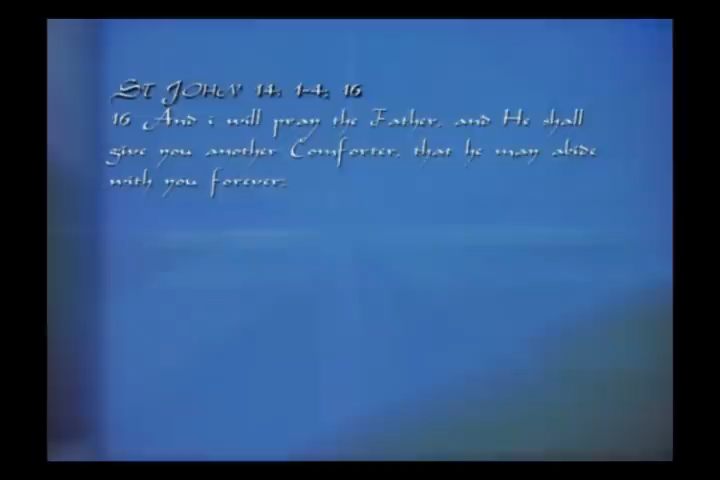 St John 14: 1-4; 16
16 And i will pray the Father, and He shall
give you another Comforter, that he may abide
with you forever;